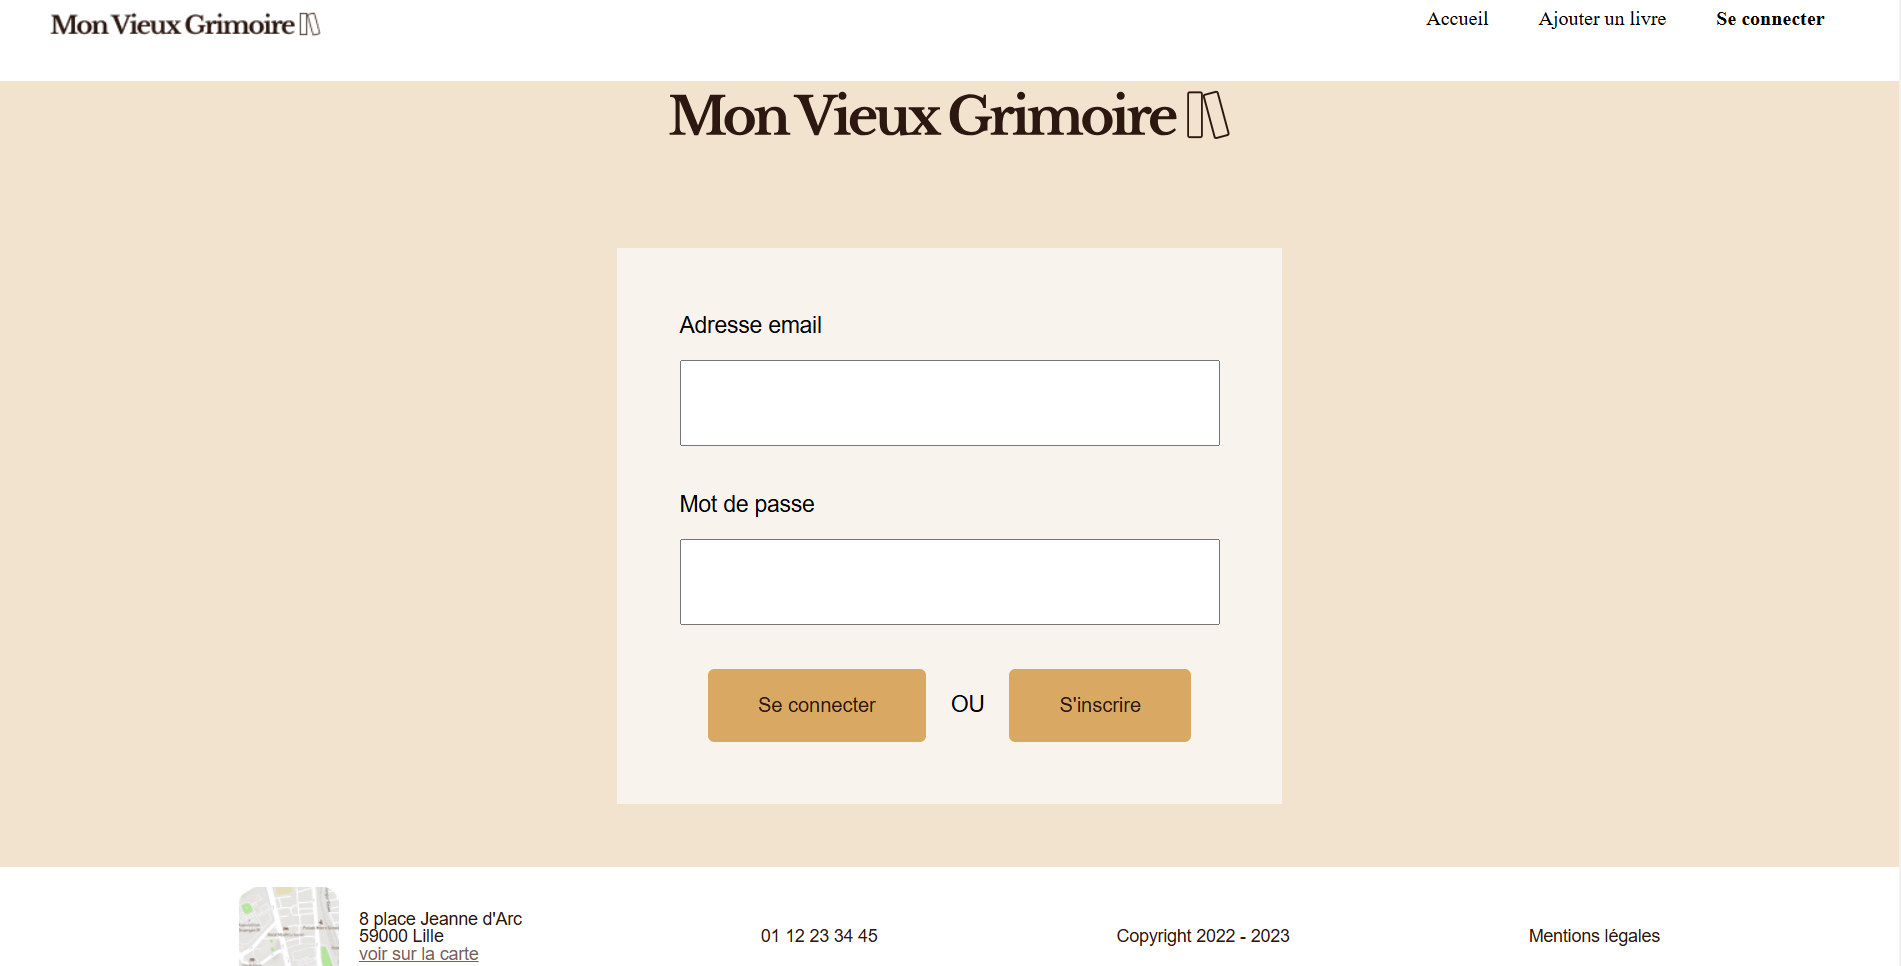 Mon Vieux Grimoire
Accueil
Ajouter un livre
Se connecter
Mon Vieux Grimoire
Adresse email
Mot de passe
Se connecter
OU
S'inscrire
8 place Jeanne d'Arc
59000 Lille
voir sur la carte
01 12 23 34 45
Copyright 2022 - 2023
Mentions légales